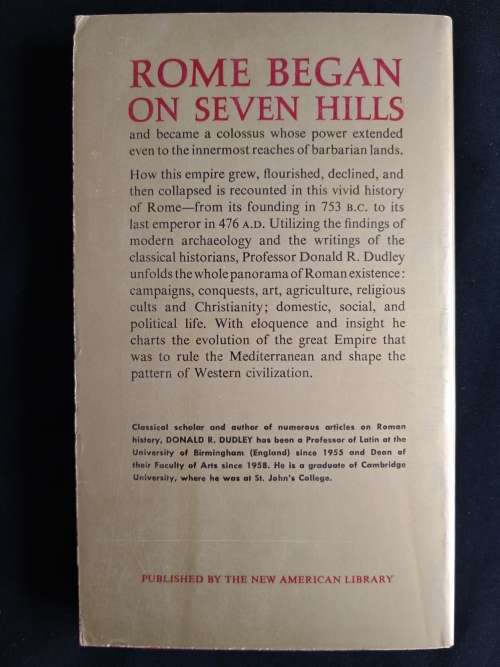 ROME BEGAN
ON SEVEN HILLS
and became a colossus whose power extended
even to the innermost reaches of barbarian lands.
How this empire grew, flourished, declined, and
then collapsed is recounted in this vivid history
of Rome—from its founding in 753 B.C. to its
last emperor in 476 A.D. Utilizing the findings of
modern archaeology and the writings of the
classical historians, Professor Donald R. Dudley
unfolds the whole panorama of Roman existence:
campaigns, conquests, art, agriculture, religious
cults and Christianity; domestic, social, and
political life. With eloquence and insight he
charts the evolution of the great Empire that
was to rule the Mediterranean and shape the
pattern of Western civilization.
Classical scholar and author of numerous articles on Roman
history, DONALD R. DUDLEY has been a Professor of Latin at the
University of Birmingham (England) since 1955 and Dean of
their Faculty of Arts since 1958. He is a graduate of Cambridge
University, where he was at St. John's College.
PUBLISHED BY THE NEW AMERICAN LIBRARY